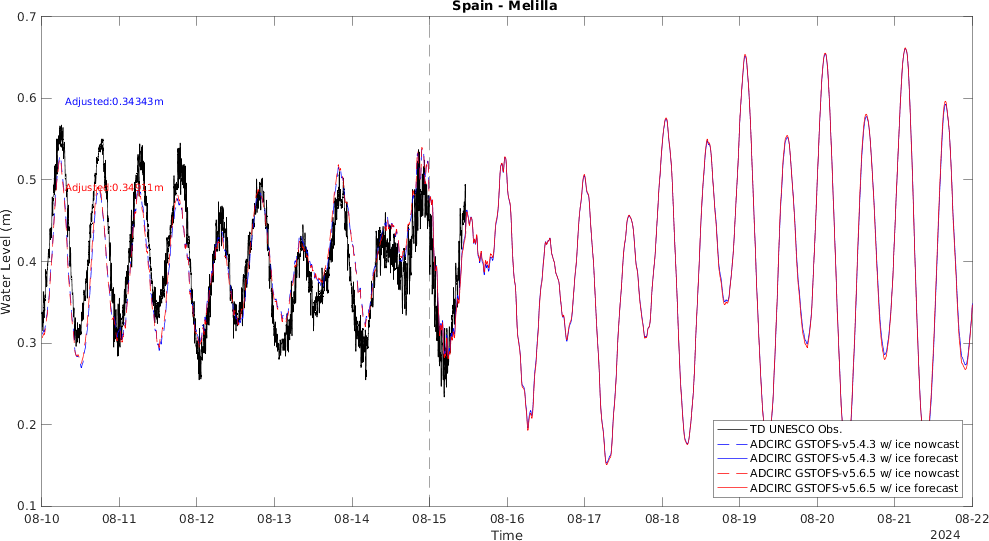 Spain - Melilla
0.7
0.6
0.5
0.4
0.3
0.2
0.1
Water Level (m)
Adjusted:0.34343m
08-10 08-11 08-12 08-13 08-14 08-15 08-16 08-17 08-18 08-19 08-20 08-21 08-22
Time
2024
TD UNESCO Obs.
ADCIRC GSTOFS-v5.4.3 w/ ice nowcast
ADCIRC GSTOFS-v5.4.3 w/ ice forecast
ADCIRC GSTOFS-v5.6.5 w/ ice nowcast
ADCIRC GSTOFS-v5.6.5 w/ ice forecast